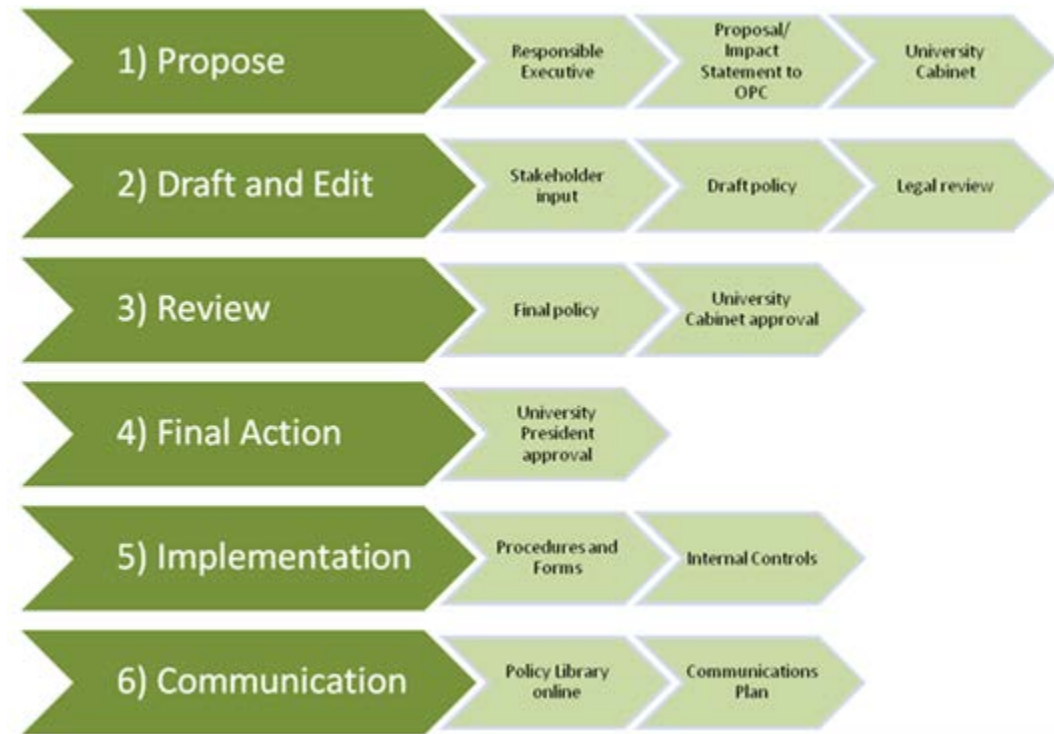 1) Propose
Responsible
Executive
Proposal/
Impact
Statement to
OPC
University
Cabinet
2) Draft and Edit
Stakeholder
input
Draft policy
Legal review
3) Review
Final policy
University
Cabinet approval
4) Final Action
University
President
approval
5) Implementation
Procedures and
Forms
Internal Controls
6) Communication
Policy Library
online
Communications
Plan